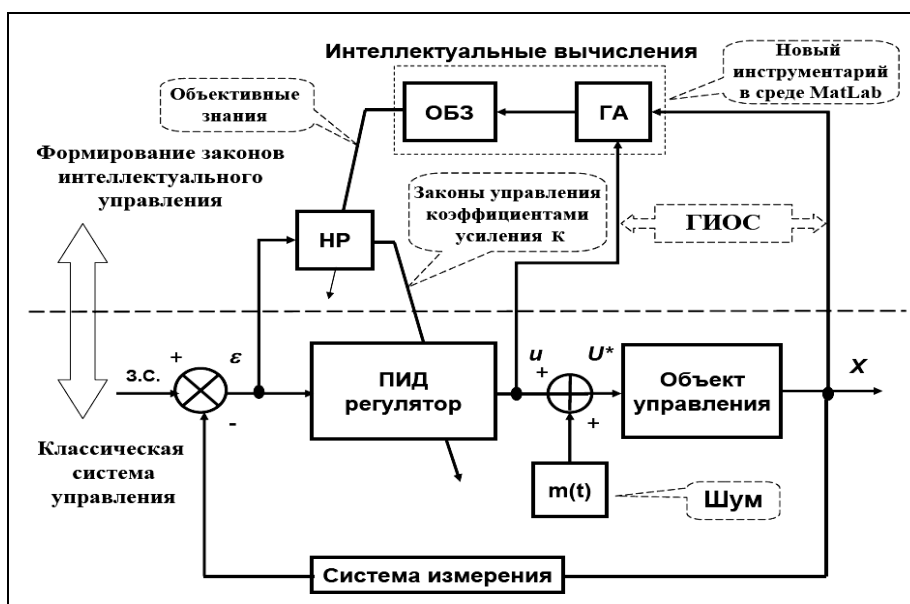 Интеллектуальные вычисления
Новый
инструментарий
в среде MatLab
Объективные
знания
ОБЗ
ГА
Формирование законов
интеллектуального
управления
Законы управления
коэффициентами
усиления К
ГИОС
НР
З.С.
+
ε
-
ПИД
регулятор
u
+
U*
+
Объект
управления
X
Классическая
система
управления
m(t)
Шум
Система измерения